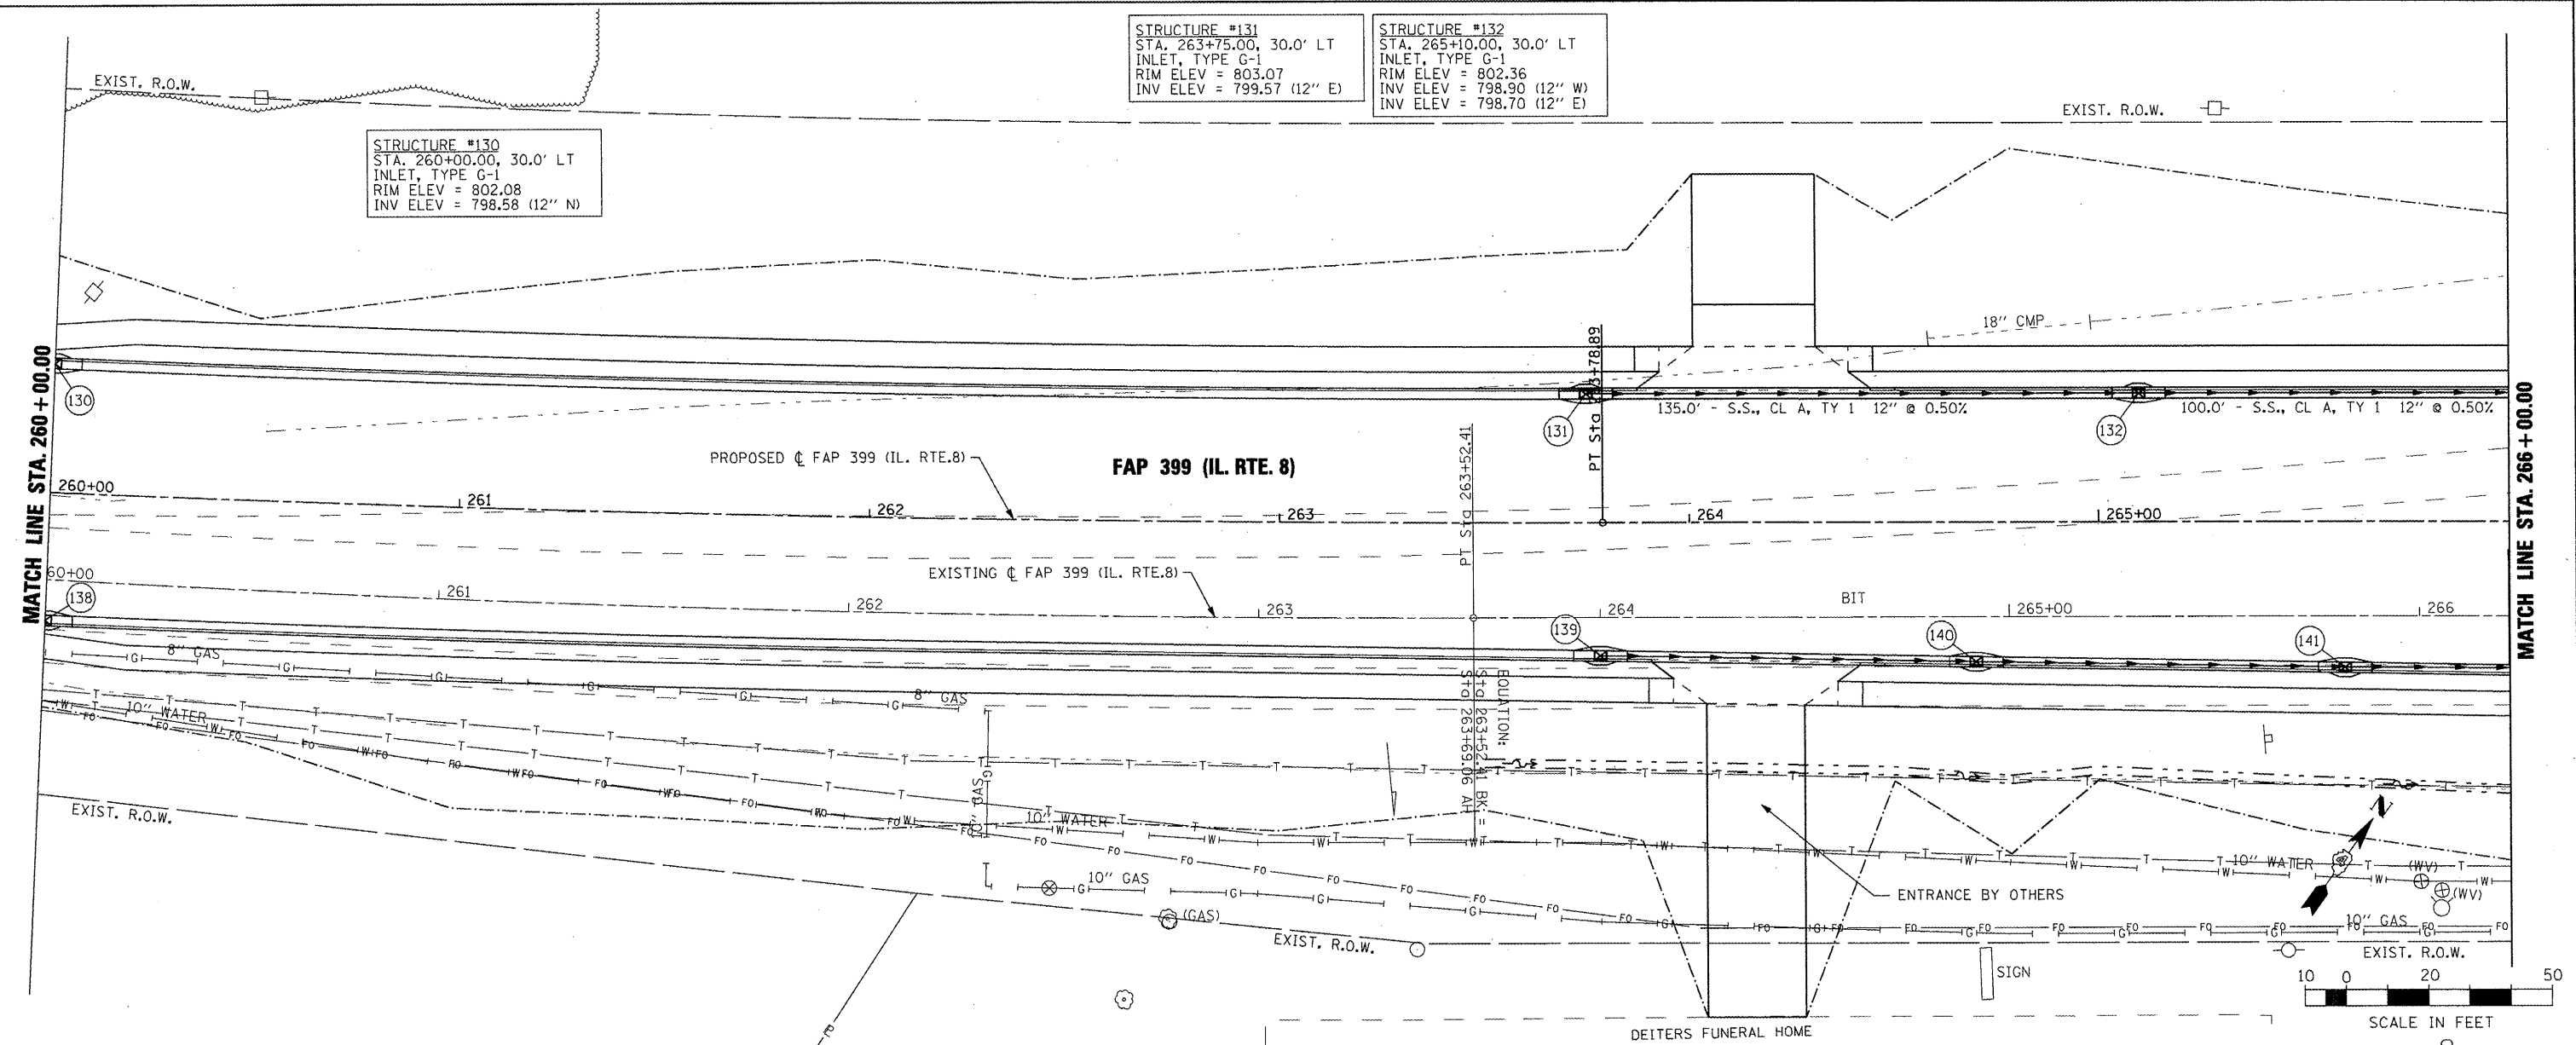 STRUCTURE #131
STA. 263+75.00, 30.0' LT
INLET, TYPE G-1
RIM ELEV = 803.07
INV ELEV = 799.57 (12" E)
STRUCTURE #132
STA. 265+10.00, 30.0' LT
INLET, TYPE G-1
RIM ELEV = 802.36
INV ELEV = 798.90 (12" W)
INV ELEV = 798.70 (12" E)
EXIST. R.O.W.
EXIST. R.O.W.
STRUCTURE #130
STA. 260+00.00, 30.0' LT
INLET, TYPE G-1
RIM ELEV = 802.08
INV ELEV = 798.58 (12" N)
18" CMP
MATCH LINE STA. 260+00.00
MATCH LINE STA. 266+00.00
130
131
132
135.0' - S.S., CL A, TY 1 12" @ 0.50%
100.0' - S.S., CL A, TY 1 12" @ 0.50%
PT Sta 263+78.89
PT Sta 263+52.41
PROPOSED ℄ FAP 399 (IL. RTE.8)
FAP 399 (IL. RTE. 8)
260+00
261
262
263
264
265+00
EXISTING ℄ FAP 399 (IL. RTE.8)
60+00
261
262
263
264
BIT
265+00
266
138
139
140
141
8" GAS
8" GAS
10" WATER
EQUATION:
Sta 263+52.41 BK =
Sta 263+69.06 AH
10" GAS
10" WATER
10" WATER
(WV)
(WV)
EXIST. R.O.W.
10" GAS
(GAS)
EXIST. R.O.W.
ENTRANCE BY OTHERS
10" GAS
EXIST. R.O.W.
N
SIGN
10 0 20 50
SCALE IN FEET
DEITERS FUNERAL HOME